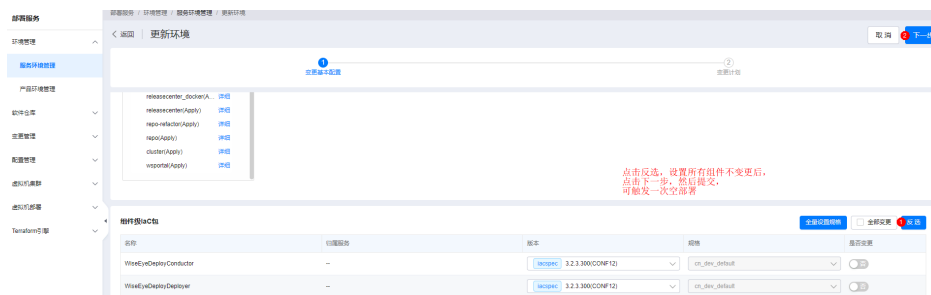 部署服务
部署服务 / 环境管理 / 服务环境管理 / 更新环境
环境管理
服务环境管理
产品环境管理
软件仓库
变更管理
配置管理
虚拟机集群
虚拟机部署
Terraform引擎
< 返回 更新环境
取 消 2 下一步
1
变更基本配置
2
变更计划
releasecenter_docker(A... 详细
releasecenter(Apply) 详细
repo-refactor(Apply) 详细
repo(Apply) 详细
cluster(Apply) 详细
wsportal(Apply) 详细
点击反选，设置所有组件不变更后，
点击下一步，然后提交，
可触发一次空部署
组件级IaC包
全量设置规格 全部变更 1 反 选
名称 归属服务 版本 规格 是否变更
WiseEyeDeployConductor -- iacspec 3.2.3.300(CONF12) cn_dev_default 否
WiseEyeDeployDeployer -- iacspec 3.2.3.300(CONF12) cn_dev_default 否